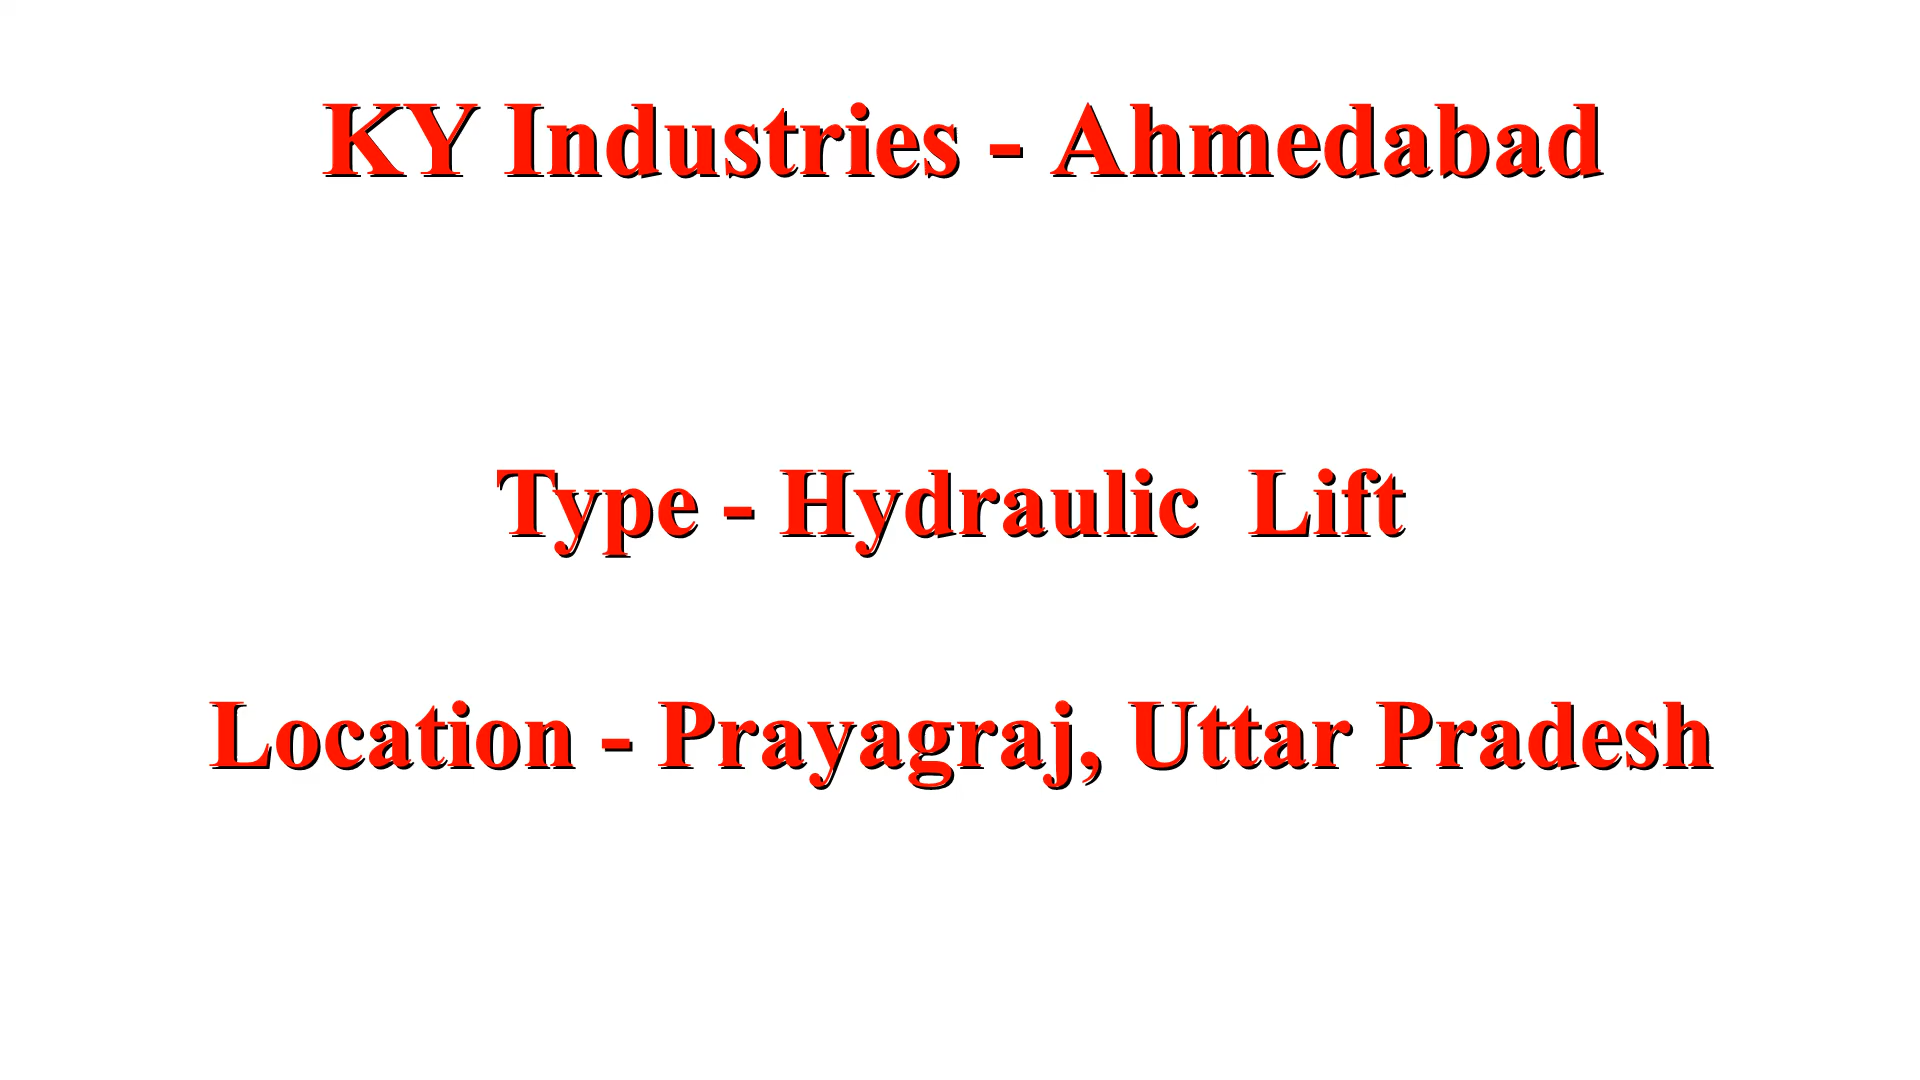 KY Industries - Ahmedabad
Type - Hydraulic  Lift
Location - Prayagraj, Uttar Pradesh